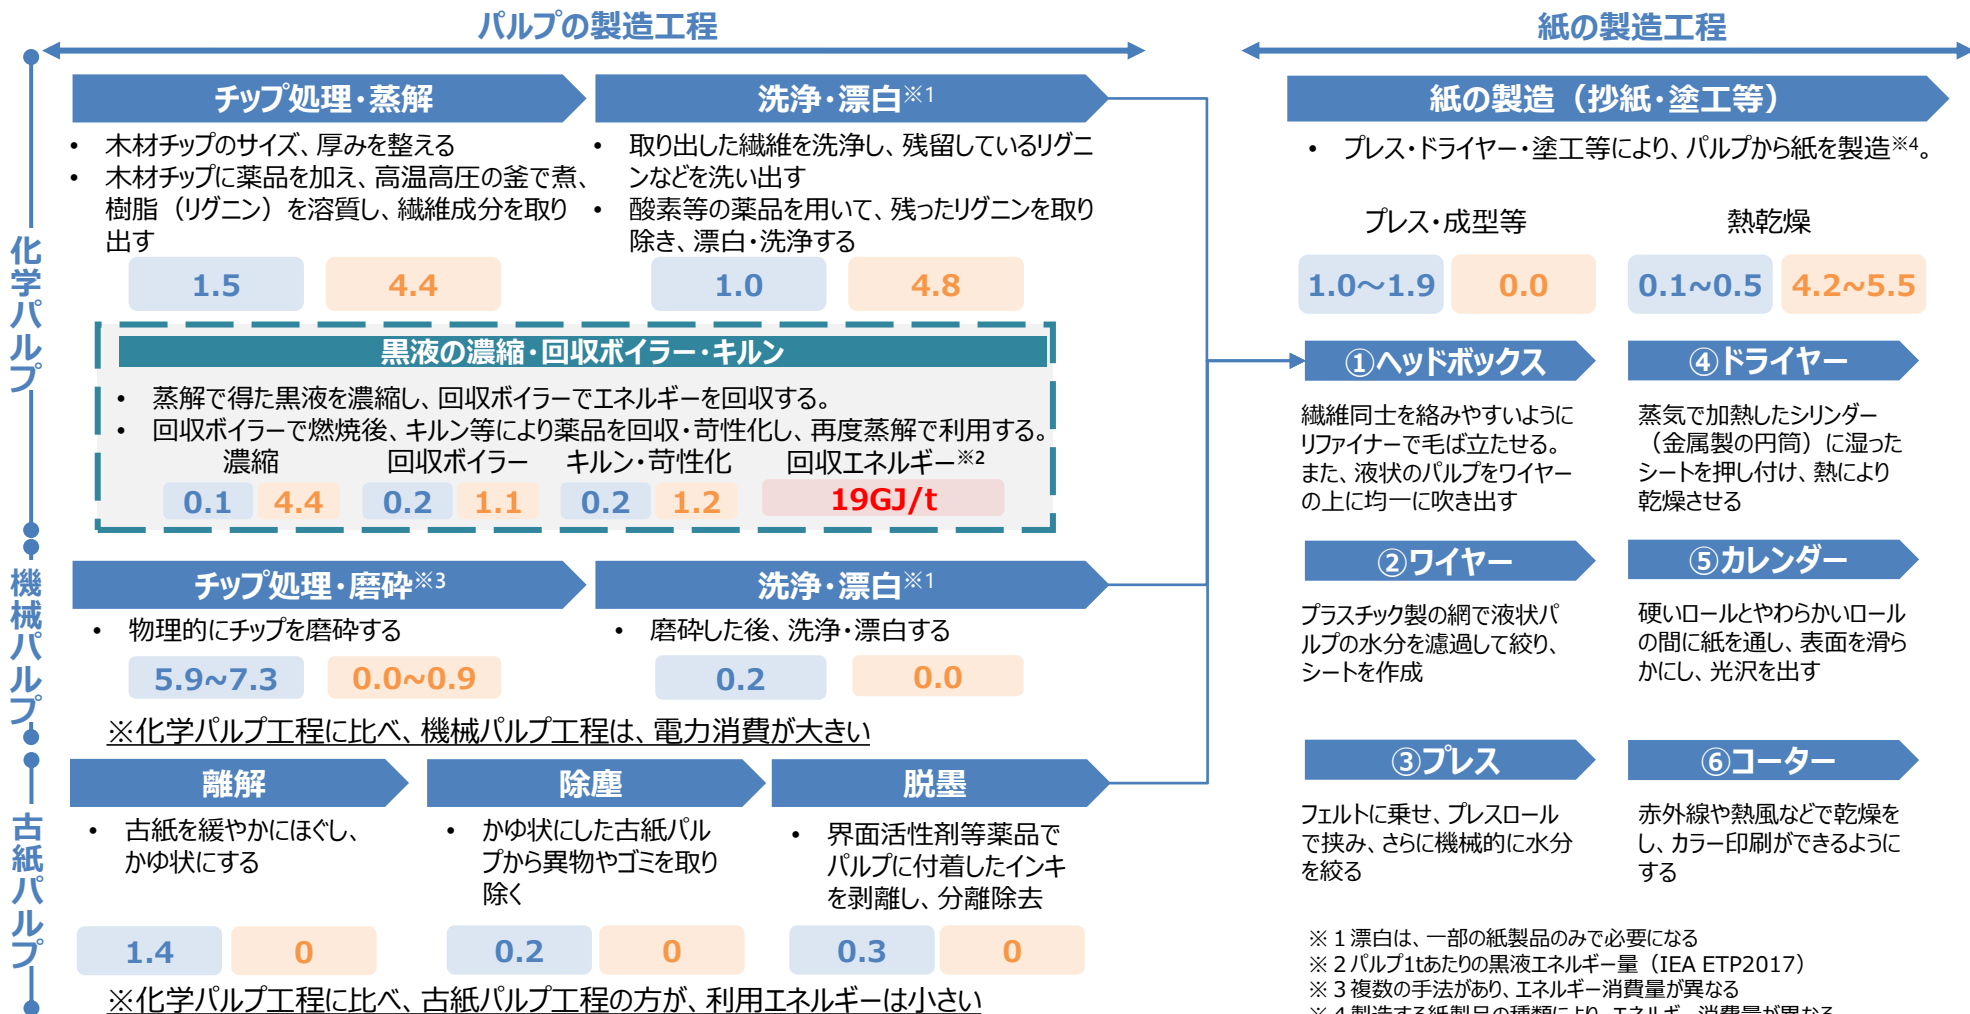 パルプの製造工程
紙の製造工程
化学パルプ
チップ処理・蒸解
• 木材チップのサイズ、厚みを整える
• 木材チップに薬品を加え、高温高圧の釜で煮、
樹脂（リグニン）を溶質し、繊維成分を取り
出す
1.5
4.4
洗浄・漂白※1
• 取り出した繊維を洗浄し、残留しているリグニ
ンなどを洗い出す
• 酸素等の薬品を用いて、残ったリグニンを取り
除き、漂白・洗浄する
1.0
4.8
黒液の濃縮・回収ボイラー・キルン
• 蒸解で得た黒液を濃縮し、回収ボイラーでエネルギーを回収する。
• 回収ボイラーで燃焼後、キルン等により薬品を回収・苛性化し、再度蒸解で利用する。
濃縮 回収ボイラー キルン・苛性化 回収エネルギー※2
0.1 4.4 0.2 1.1 0.2 1.2 19GJ/t
機械パルプ
チップ処理・磨砕※3
• 物理的にチップを磨砕する
5.9~7.3
0.0~0.9
洗浄・漂白※1
• 磨砕した後、洗浄・漂白する
0.2
0.0
※化学パルプ工程に比べ、機械パルプ工程は、電力消費が大きい
古紙パルプ
離解
• 古紙を緩やかにほぐし、
かゆ状にする
1.4
0
除塵
• かゆ状にした古紙パル
プから異物やゴミを取り
除く
0.2
0
脱墨
• 界面活性剤等薬品で
パルプに付着したインキ
を剥離し、分離除去
0.3
0
※化学パルプ工程に比べ、古紙パルプ工程の方が、利用エネルギーは小さい
紙の製造（抄紙・塗工等）
• プレス・ドライヤー・塗工等により、パルプから紙を製造※4。
プレス・成型等
1.0～1.9
0.0
熱乾燥
0.1~0.5
4.2~5.5
①ヘッドボックス
繊維同士を絡みやすいように
リファイナーで毛ば立たせる。
また、液状のパルプをワイヤー
の上に均一に吹き出す
②ワイヤー
プラスチック製の網で液状パ
ルプの水分を濾過して絞り、
シートを作成
③プレス
フェルトに乗せ、プレスロール
で挟み、さらに機械的に水分
を絞る
④ドライヤー
蒸気で加熱したシリンダー
（金属製の円筒）に湿った
シートを押し付け、熱により
乾燥させる
⑤カレンダー
硬いロールとやわらかいロール
の間に紙を通し、表面を滑ら
かにし、光沢を出す
⑥コーター
赤外線や熱風などで乾燥を
し、カラー印刷ができるように
する
※１漂白は、一部の紙製品のみで必要になる
※２パルプ1tあたりの黒液エネルギー量（IEA ETP2017）
※３複数の手法があり、エネルギー消費量が異なる
※４製造する紙製品の種類により、エネルギー消費量が異なる